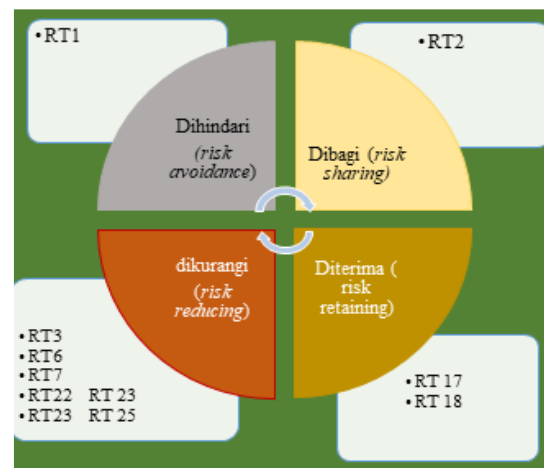 •RT1
Dihindari
(risk
avoidance)
•RT2
Dibagi (risk
sharing)
dikurangi
(risk
reducing)
•RT3
•RT6
•RT7
•RT22 RT 23
•RT23 RT 25
Diterima (
risk
retaining)
•RT 17
•RT 18